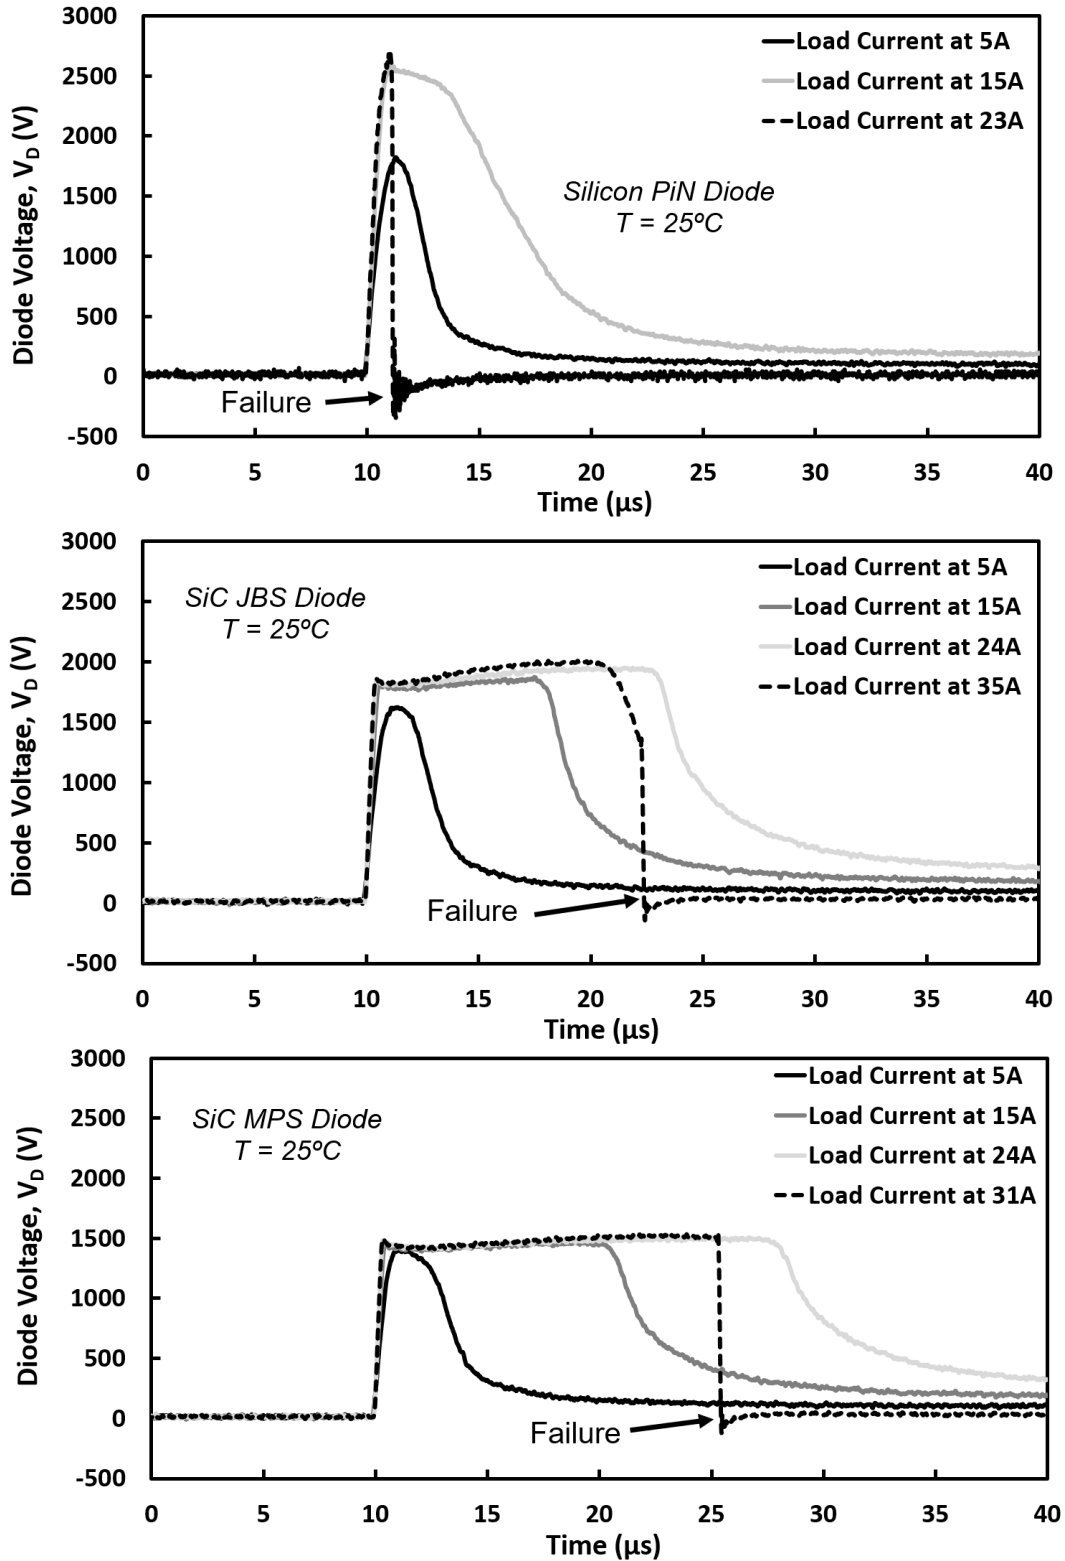 3000
2500
2000
1500
1000
500
0
-500
Diode Voltage, VD (V)
Load Current at 5A
Load Current at 15A
Load Current at 23A
Silicon PiN Diode
T = 25ºC
Failure
0 5 10 15 20 25 30 35 40
Time (µs)
3000
2500
2000
1500
1000
500
0
-500
Diode Voltage, VD (V)
SiC JBS Diode
T = 25ºC
Load Current at 5A
Load Current at 15A
Load Current at 24A
Load Current at 35A
Failure
0 5 10 15 20 25 30 35 40
Time (µs)
3000
2500
2000
1500
1000
500
0
-500
Diode Voltage, VD (V)
SiC MPS Diode
T = 25ºC
Load Current at 5A
Load Current at 15A
Load Current at 24A
Load Current at 31A
Failure
0 5 10 15 20 25 30 35 40
Time (µs)